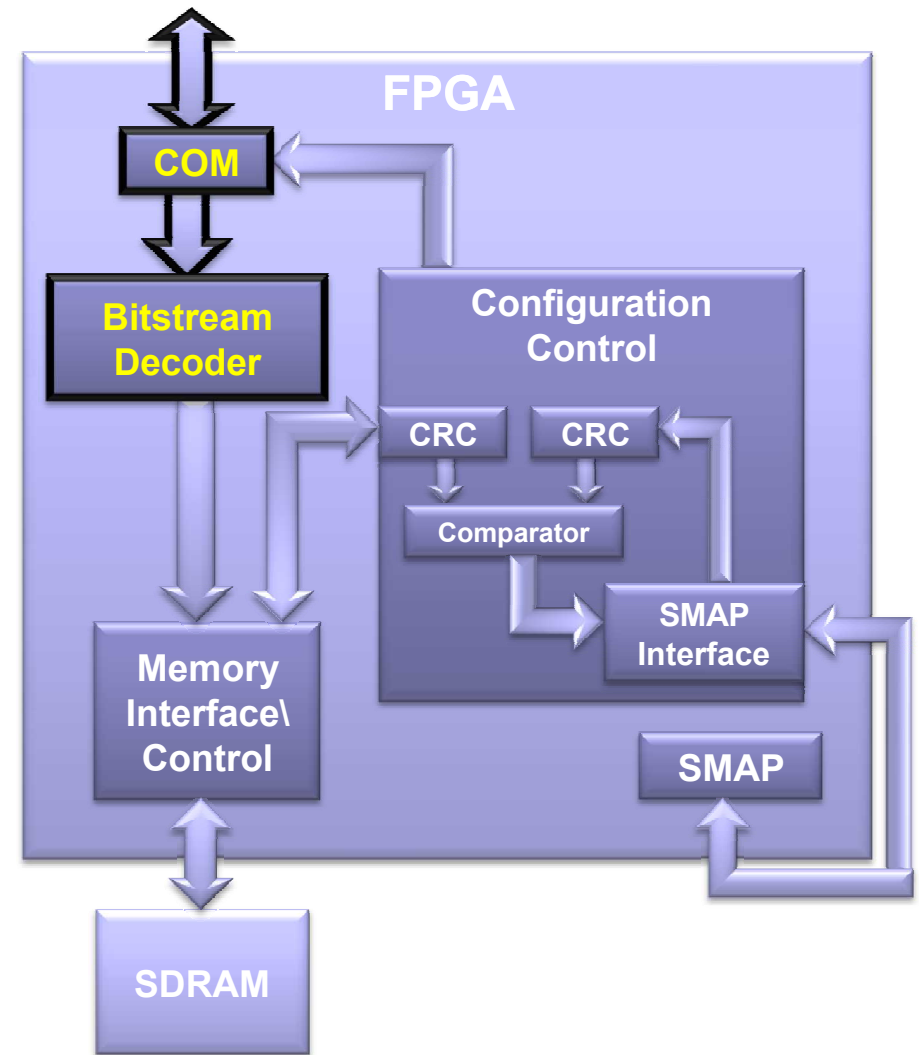 FPGA
COM
Bitstream
Decoder
Configuration
Control
CRC
CRC
Comparator
SMAP
Interface
Memory
Interface\
Control
SMAP
SDRAM